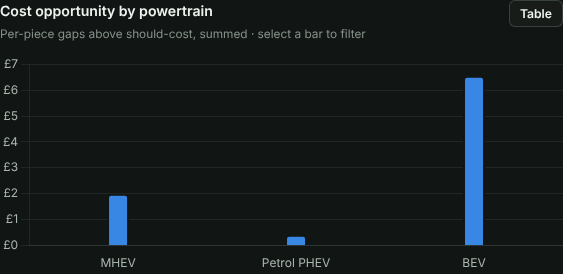 Cost opportunity by powertrain
Table
Per-piece gaps above should-cost, summed · select a bar to filter
£7
£6
£5
£4
£3
£2
£1
£0
MHEV
Petrol PHEV
BEV